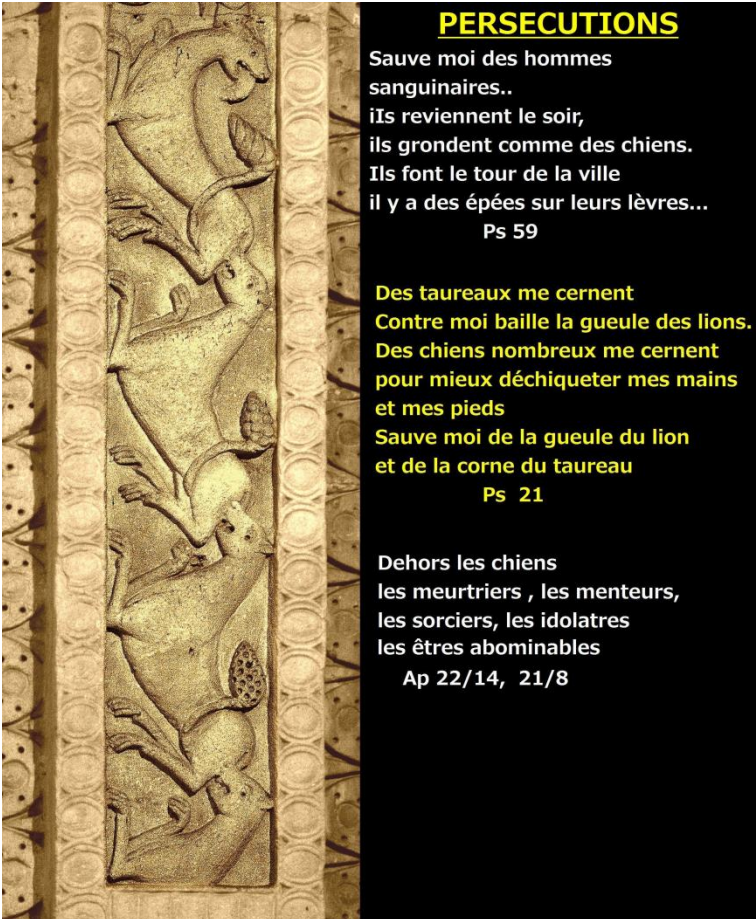 PERSECUTIONS
Sauve moi des hommes
sanguinaires..
iIs reviennent le soir,
ils grondent comme des chiens.
Ils font le tour de la ville
il y a des épées sur leurs lèvres...
Ps 59
Des taureaux me cernent
Contre moi baille la gueule des lions.
Des chiens nombreux me cernent
pour mieux déchiqueter mes mains
et mes pieds
Sauve moi de la gueule du lion
et de la corne du taureau
Ps 21
Dehors les chiens
les meurtriers , les menteurs,
les sorciers, les idolatres
les êtres abominables
Ap 22/14, 21/8